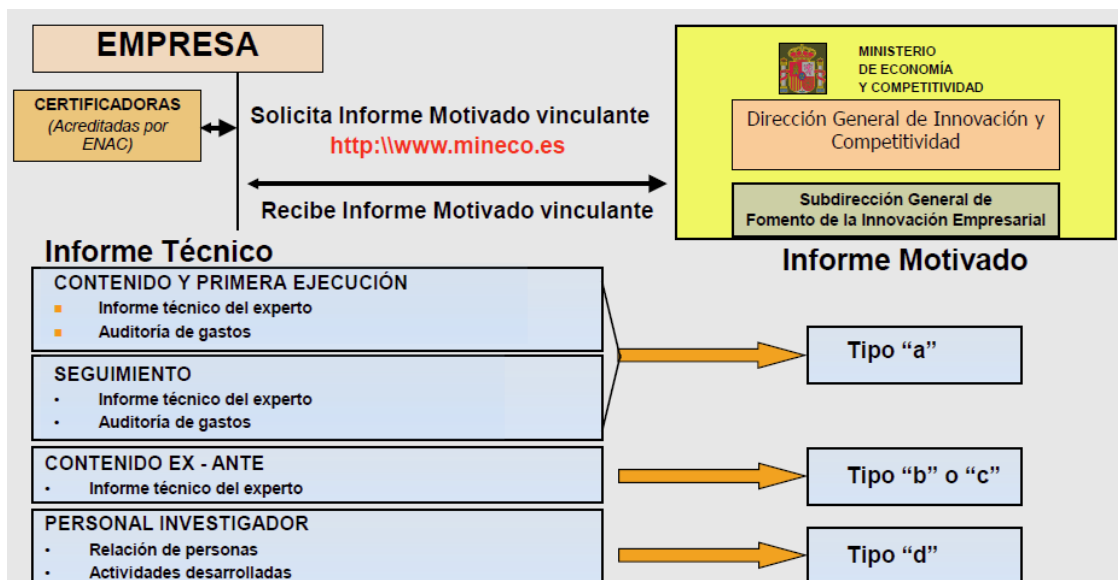 EMPRESA
CERTIFICADORAS
(Acreditadas por
ENAC)
Solicita Informe Motivado vinculante
http:\\www.mineco.es
Recibe Informe Motivado vinculante
MINISTERIO
DE ECONOMÍA
Y COMPETITIVIDAD
Dirección General de Innovación y
Competitividad
Subdirección General de
Fomento de la Innovación Empresarial
Informe Técnico
Informe Motivado
CONTENIDO Y PRIMERA EJECUCIÓN
Informe técnico del experto
Auditoría de gastos
SEGUIMIENTO
• Informe técnico del experto
• Auditoría de gastos
Tipo “a”
CONTENIDO EX - ANTE
• Informe técnico del experto
Tipo “b” o “c”
PERSONAL INVESTIGADOR
• Relación de personas
• Actividades desarrolladas
Tipo “d”